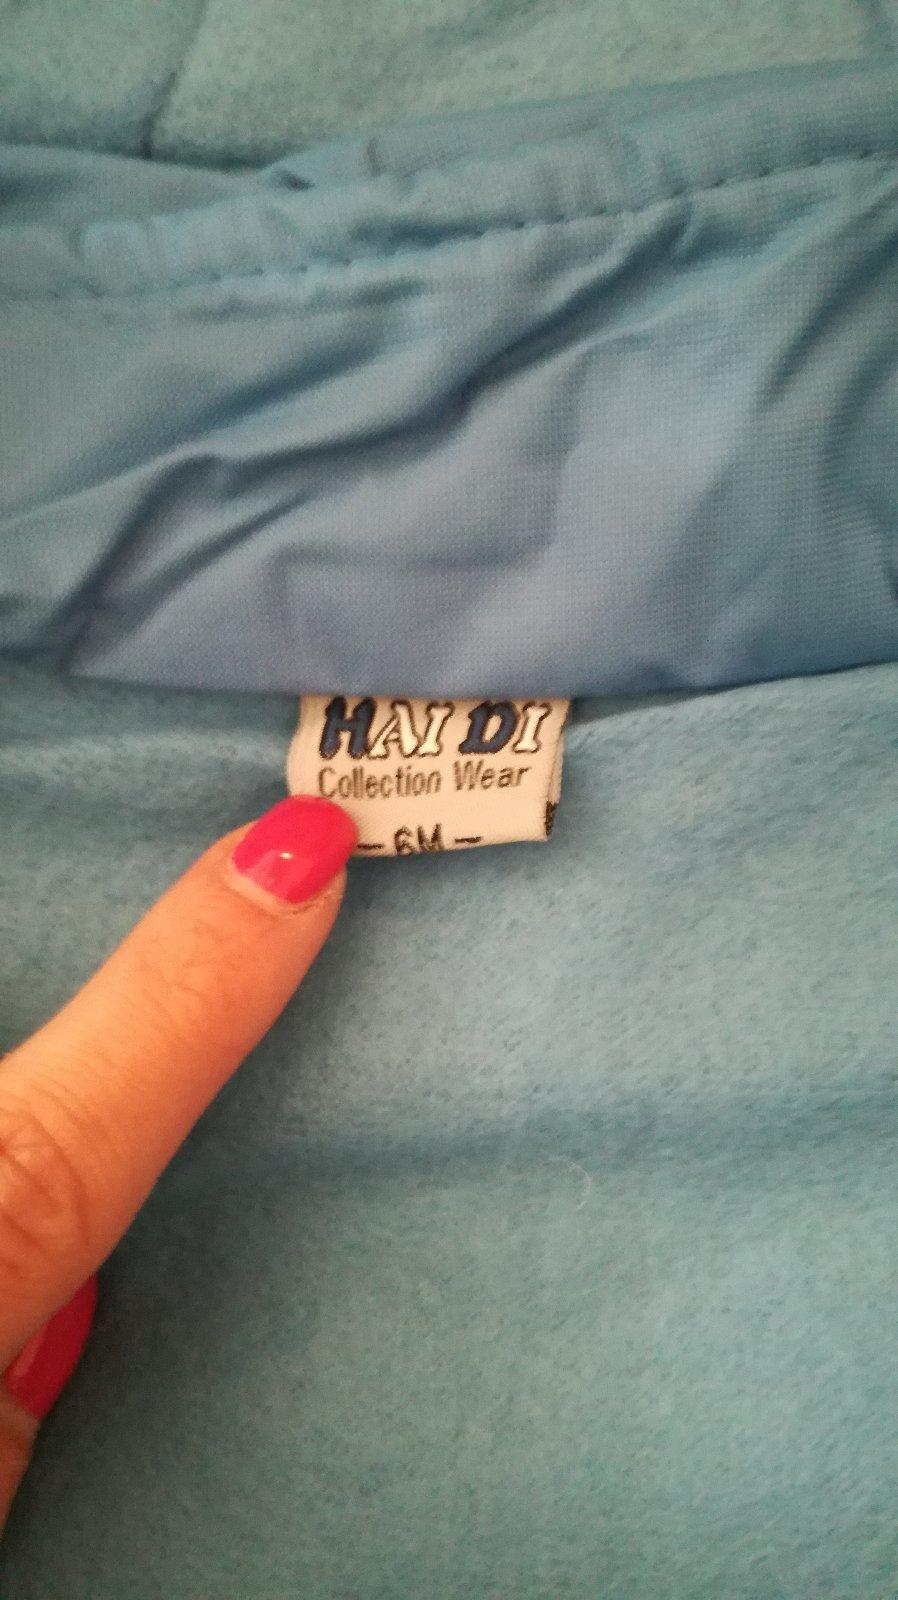 HAI DI
Collection Wear
- 6M -